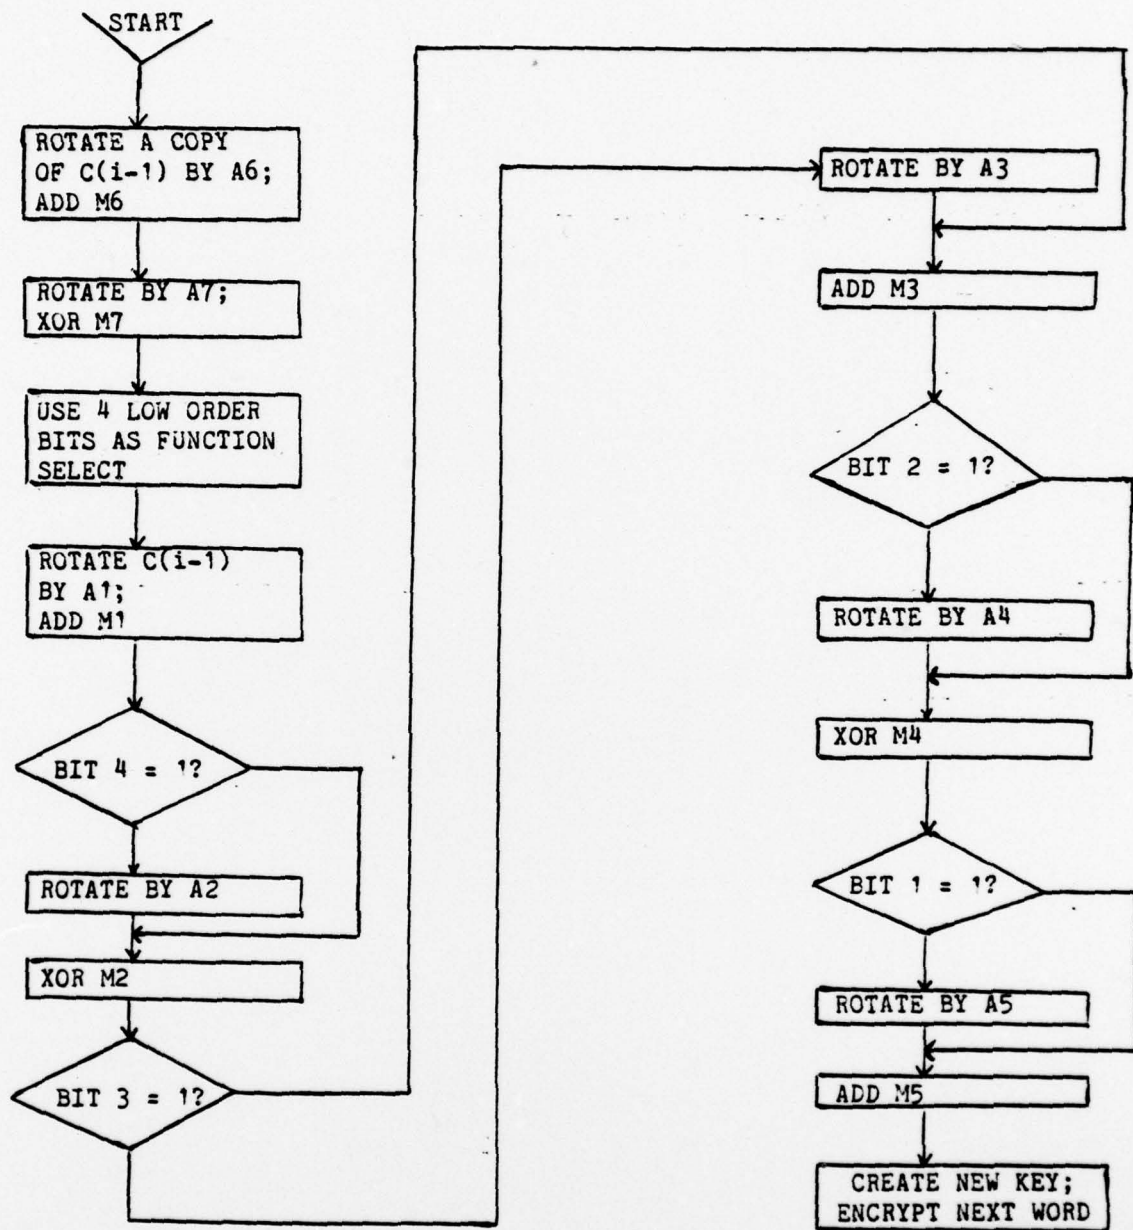 START
ROTATE A COPY
OF C(i-1) BY A6;
ADD M6
ROTATE BY A7;
XOR M7
USE 4 LOW ORDER
BITS AS FUNCTION
SELECT
ROTATE C(i-1)
BY A1;
ADD M1
BIT 4 = 1?
ROTATE BY A2
XOR M2
BIT 3 = 1?
ROTATE BY A3
ADD M3
BIT 2 = 1?
ROTATE BY A4
XOR M4
BIT 1 = 1?
ROTATE BY A5
ADD M5
CREATE NEW KEY;
ENCRYPT NEXT WORD